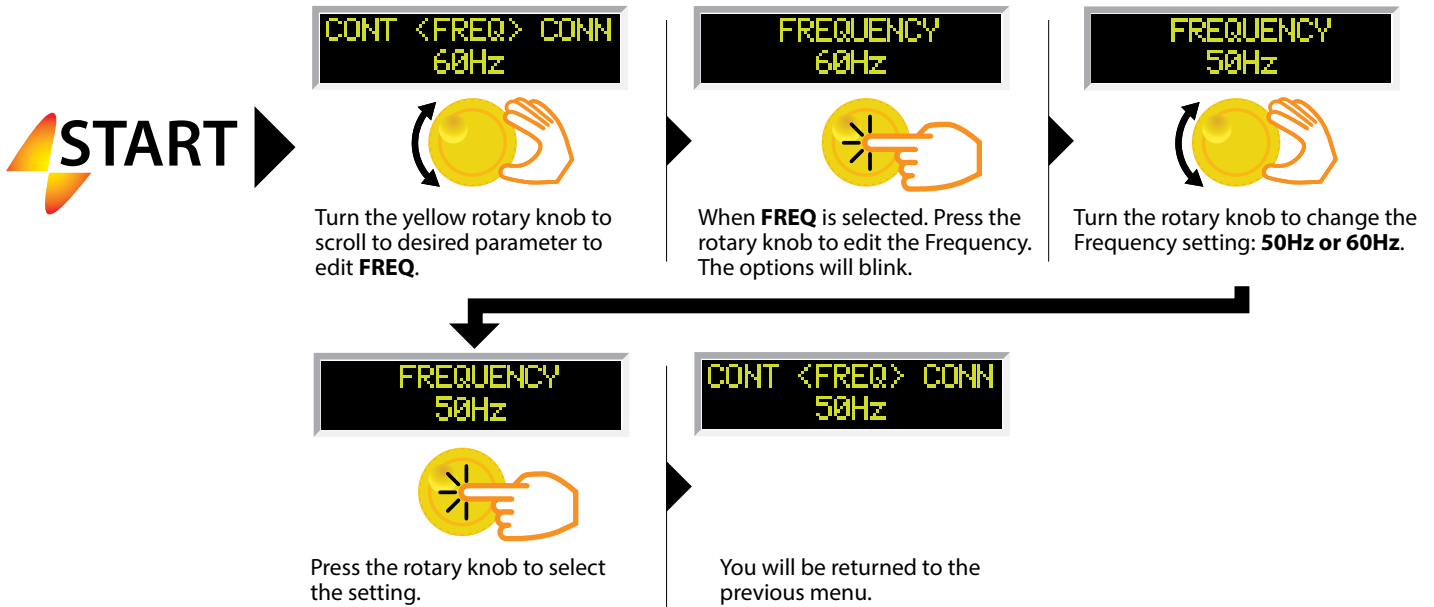 CONT <FREQ> CONN
60Hz
FREQUENCY
60Hz
FREQUENCY
50Hz
START
Turn the yellow rotary knob to
scroll to desired parameter to
edit FREQ.
When FREQ is selected. Press the
rotary knob to edit the Frequency.
The options will blink.
Turn the rotary knob to change the
Frequency setting: 50Hz or 60Hz.
FREQUENCY
50Hz
CONT <FREQ> CONN
50Hz
Press the rotary knob to select
the setting.
You will be returned to the
previous menu.